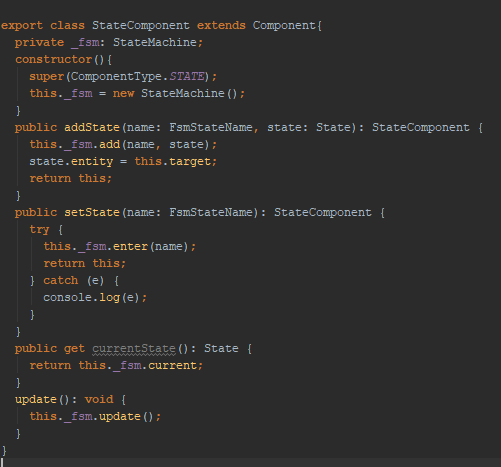 export class StateComponent extends Component{
  private _fsm: StateMachine;
  constructor(){
    super(ComponentType.STATE);
    this._fsm = new StateMachine();
  }
  public addState(name: FsmStateName, state: State): StateComponent {
    this._fsm.add(name, state);
    state.entity = this.target;
    return this;
  }
  public setState(name: FsmStateName): StateComponent {
    try {
      this._fsm.enter(name);
      return this;
    } catch (e) {
      console.log(e);
    }
  }
  public get currentState(): State {
    return this._fsm.current;
  }
  update(): void {
    this._fsm.update();
  }
}